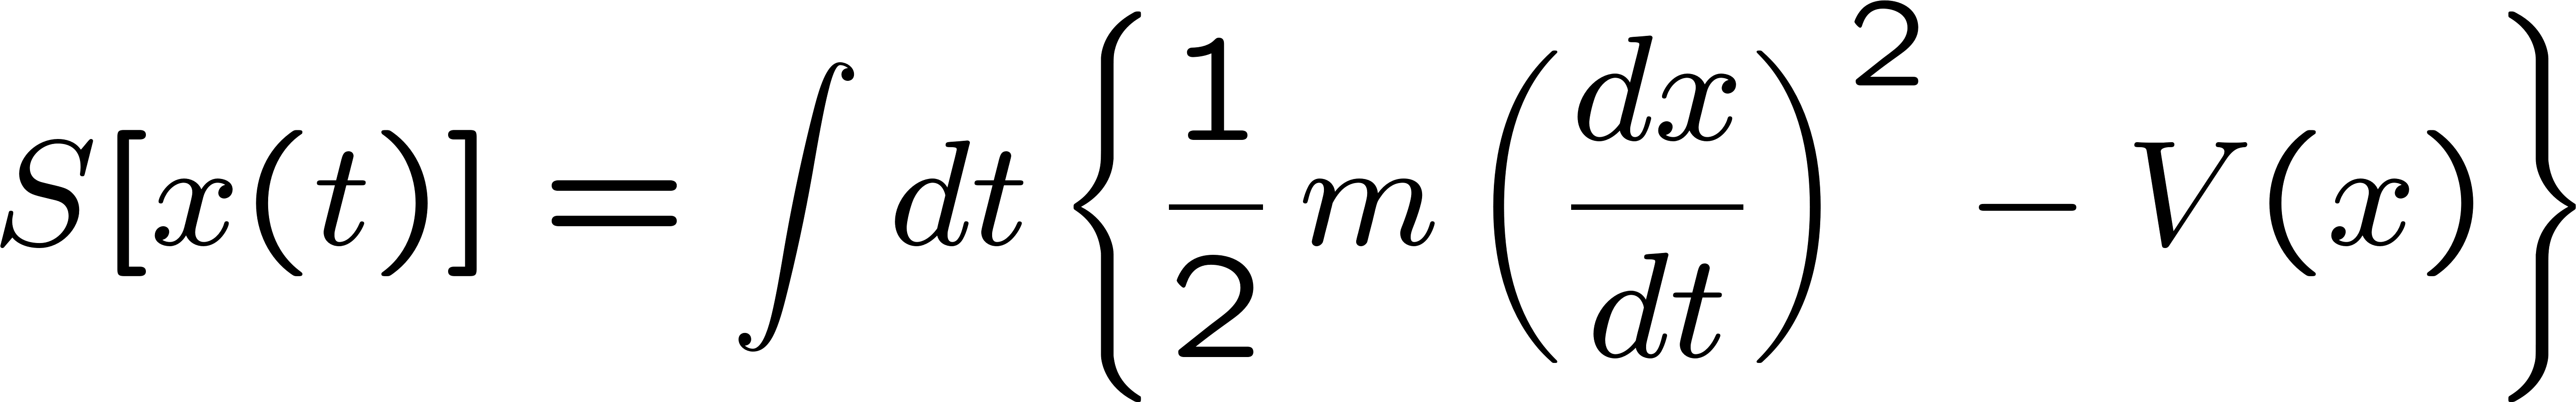 S[x(t)] = ∫ dt { 1/2 m (dx/dt)² − V(x) }